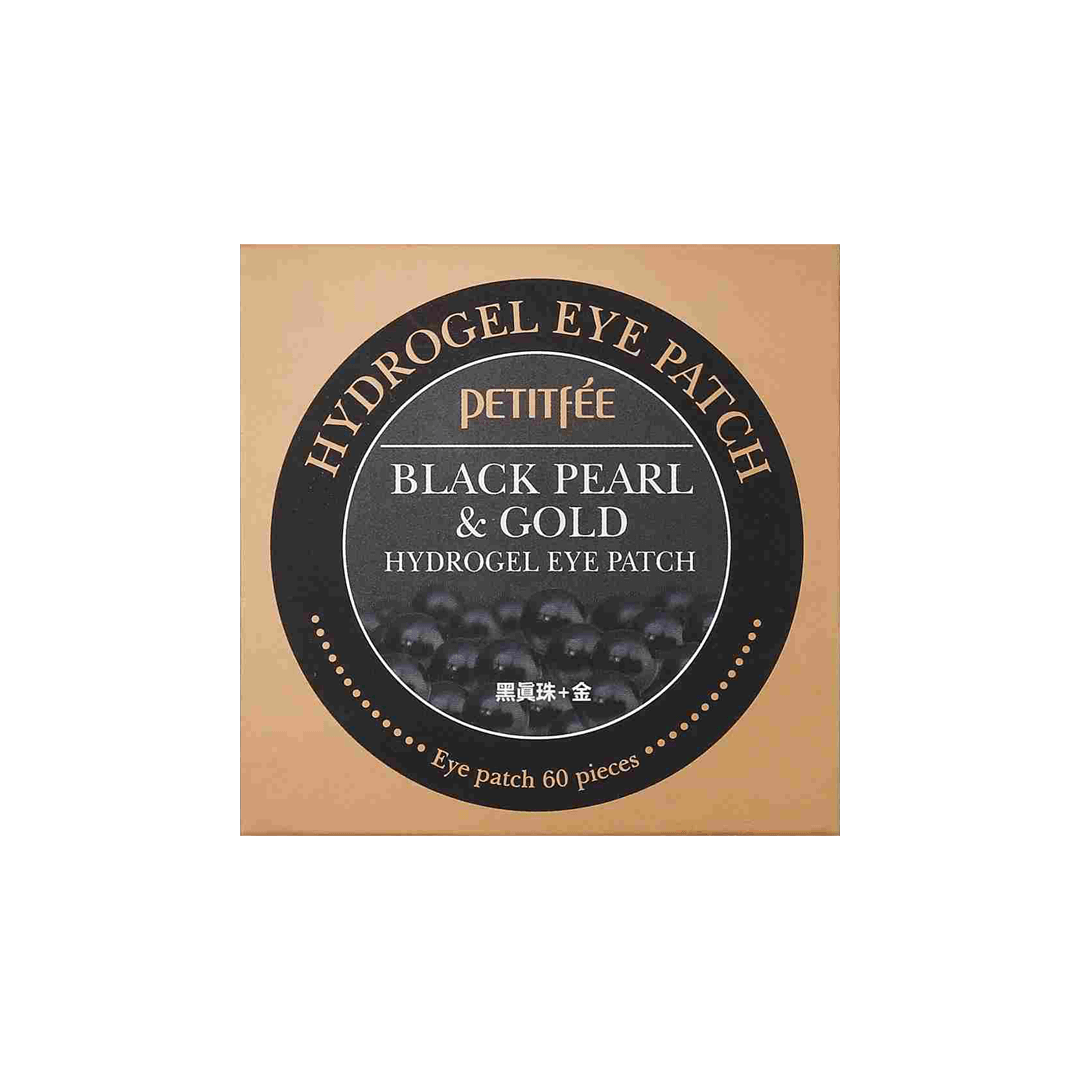 HYDROGEL EYE PATCH
PETITFÉE
BLACK PEARL
& GOLD
HYDROGEL EYE PATCH
黑眞珠+金
Eye patch 60 pieces